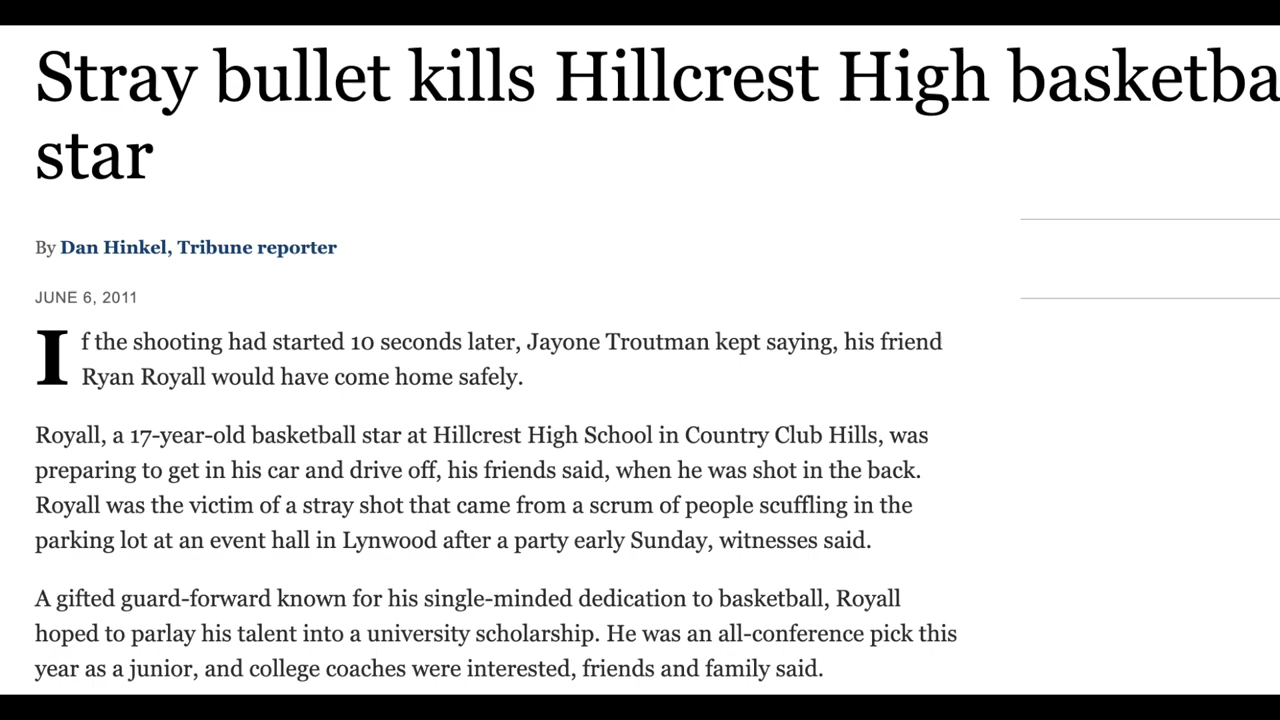 Stray bullet kills Hillcrest High basketba
star
By Dan Hinkel, Tribune reporter
JUNE 6, 2011
If the shooting had started 10 seconds later, Jayone Troutman kept saying, his friend
Ryan Royall would have come home safely.
Royall, a 17-year-old basketball star at Hillcrest High School in Country Club Hills, was
preparing to get in his car and drive off, his friends said, when he was shot in the back.
Royall was the victim of a stray shot that came from a scrum of people scuffling in the
parking lot at an event hall in Lynwood after a party early Sunday, witnesses said.
A gifted guard-forward known for his single-minded dedication to basketball, Royall
hoped to parlay his talent into a university scholarship. He was an all-conference pick this
year as a junior, and college coaches were interested, friends and family said.